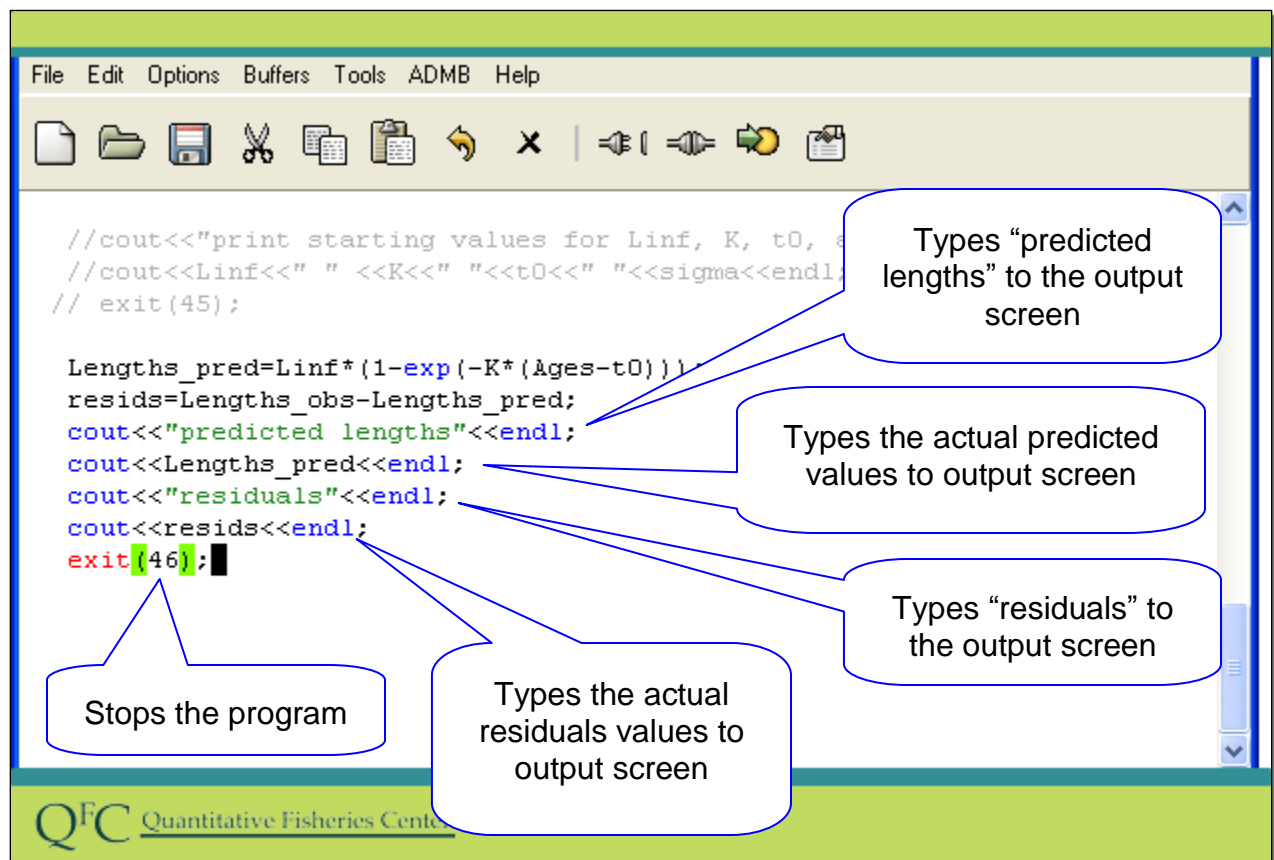 File Edit Options Buffers Tools ADMB Help
//cout<<"print starting values for Linf, K, t0,
//cout<<Linf<<" " <<K<<" "<<t0<<" "<<sigma<<endl;
// exit(45);
Lengths_pred=Linf*(1-exp(-K*(Ages-t0)));
resids=Lengths_obs-Lengths_pred;
cout<<"predicted lengths"<<endl;
cout<<Lengths_pred<<endl;
cout<<"residuals"<<endl;
cout<<resids<<endl;
exit(46);
Types “predicted
lengths” to the output
screen
Types the actual predicted
values to output screen
Types “residuals” to
the output screen
Types the actual
residuals values to
output screen
Stops the program
QFC Quantitative Fisheries Center